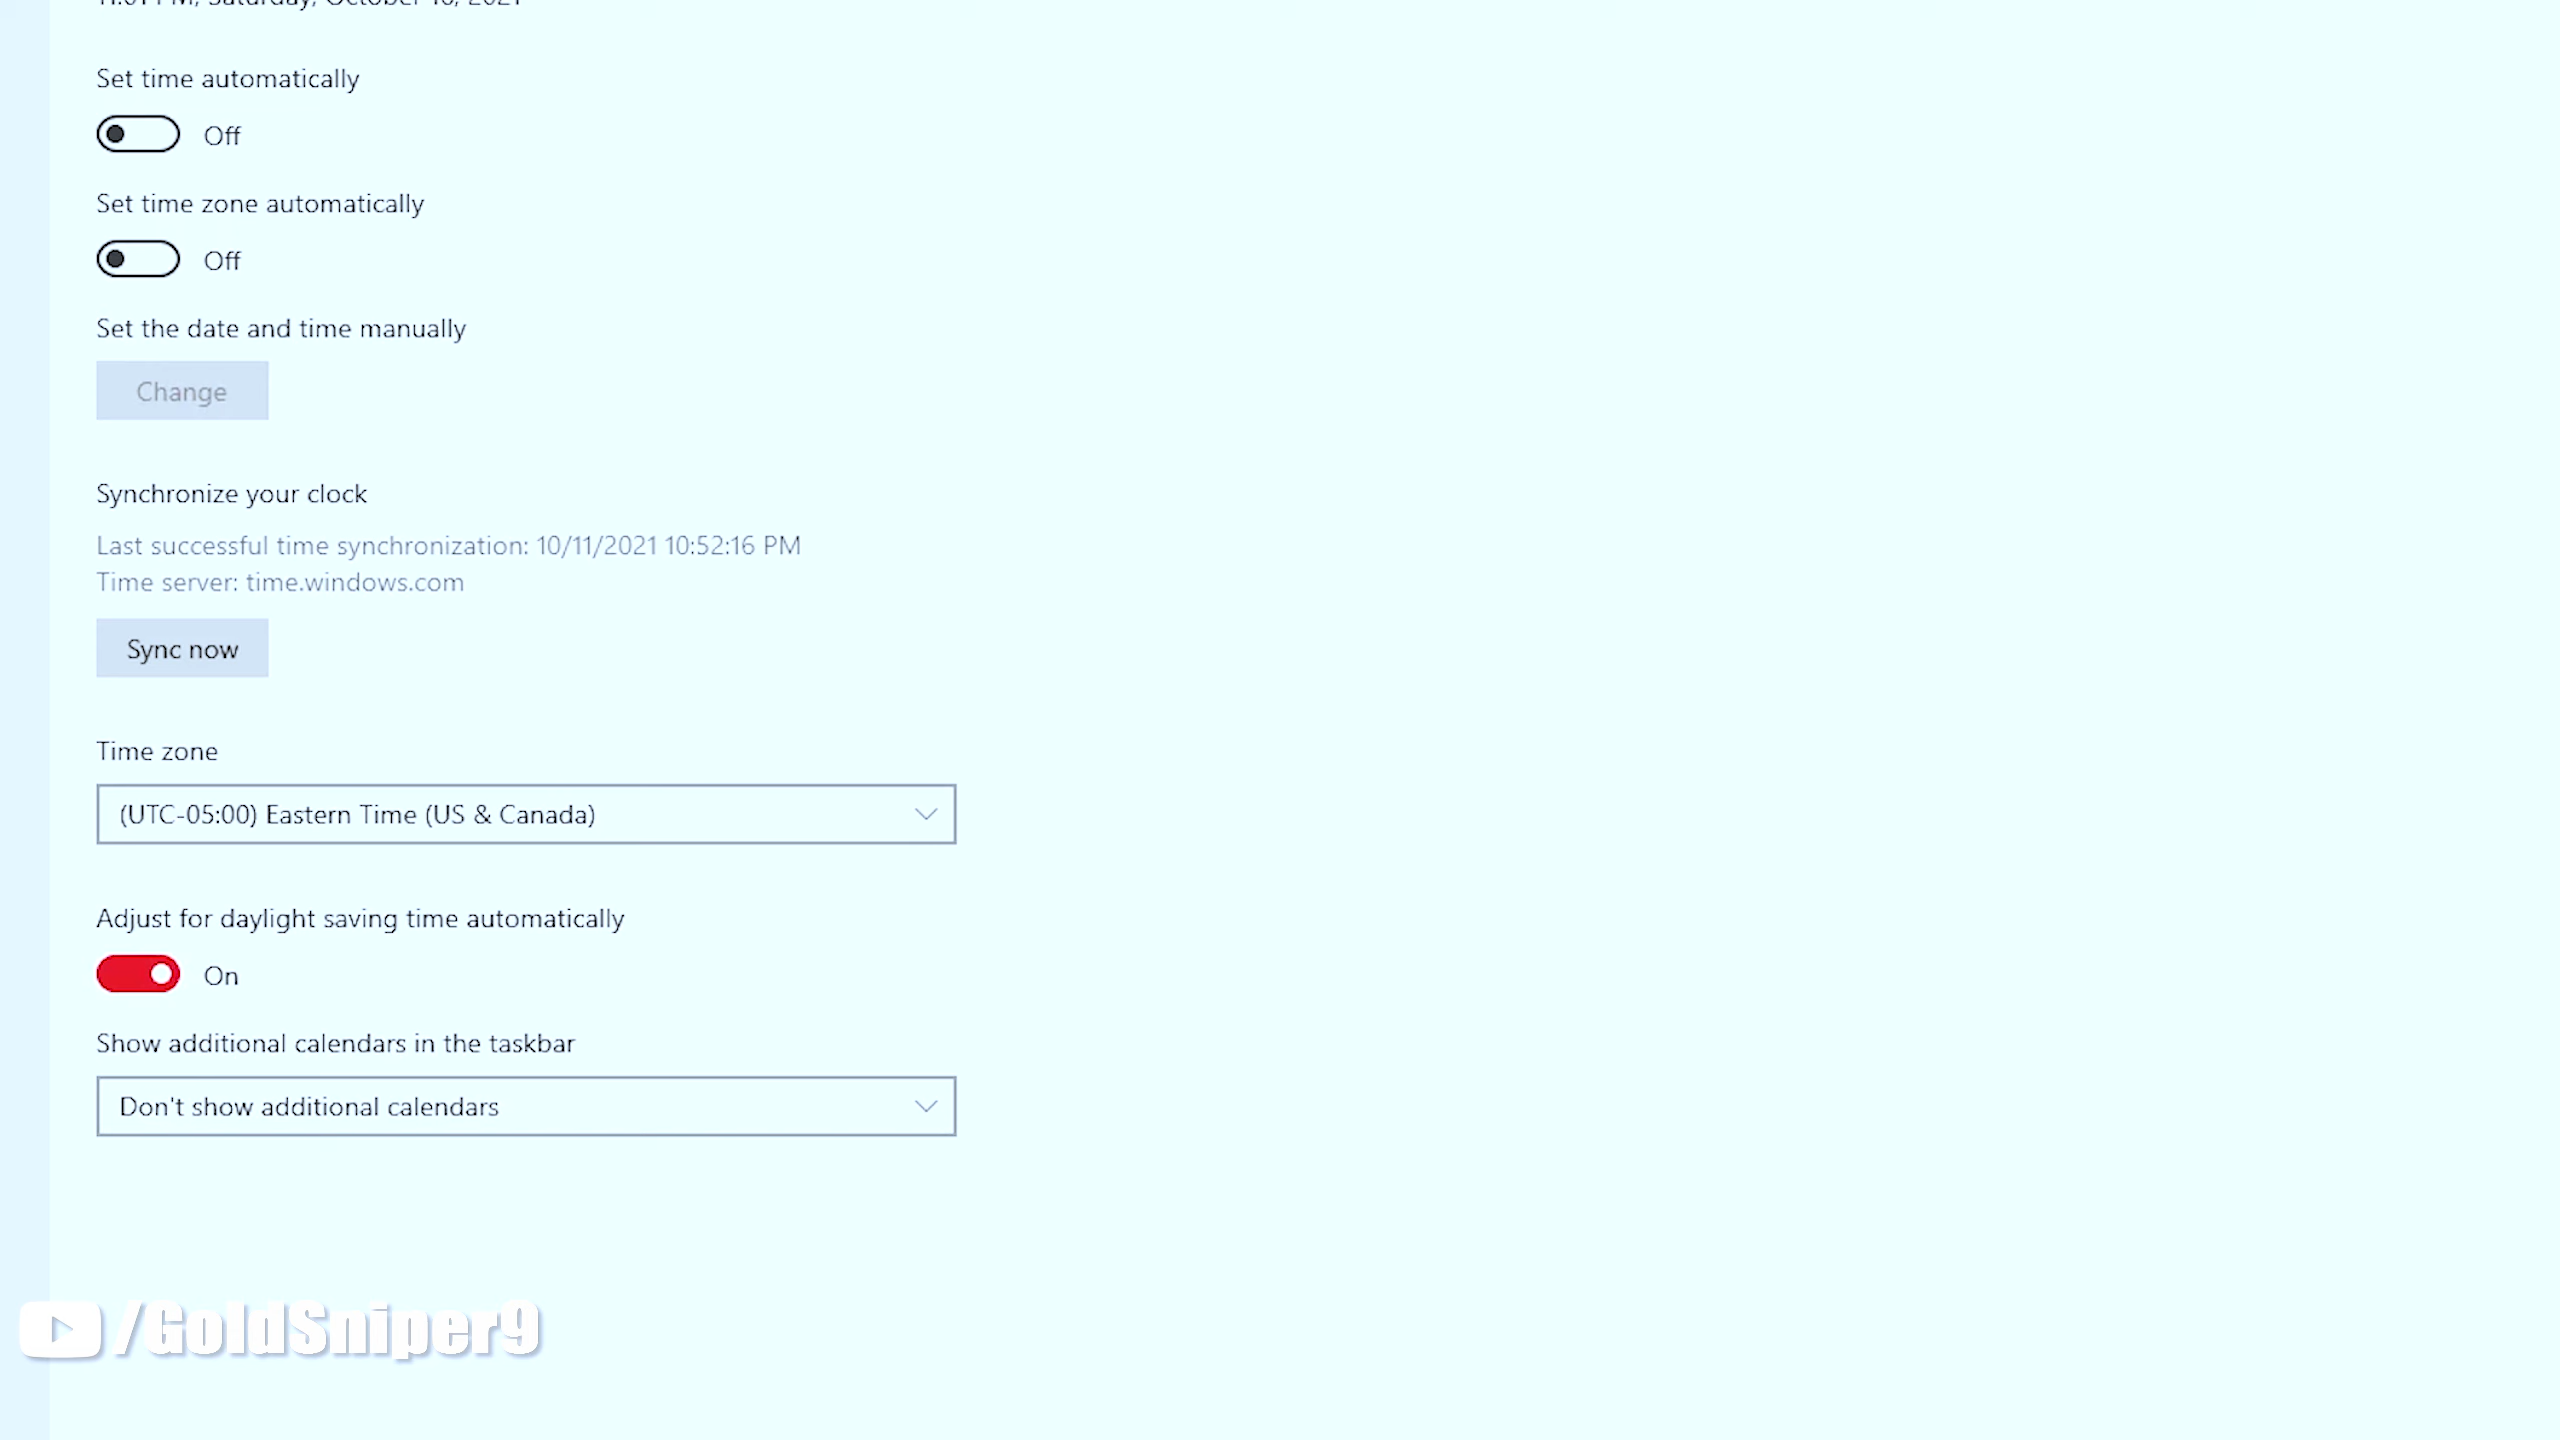 Saturday, October 2021
Set time automatically
Off
Set time zone automatically
Off
Set the date and time manually
Change
Synchronize your clock
Last successful time synchronization: 10/11/2021 10:52:16 PM
Time server: time.windows.com
Sync now
Time zone
(UTC-05:00) Eastern Time (US & Canada)
Adjust for daylight saving time automatically
On
Show additional calendars in the taskbar
Don't show additional calendars
/GoldSniper9